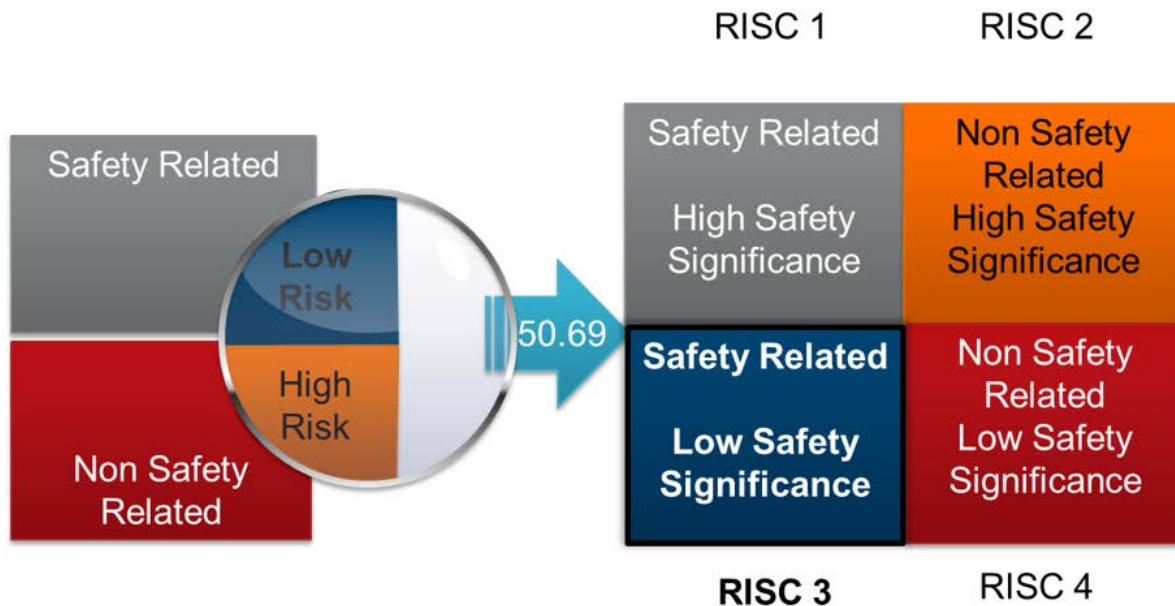 RISC 1
RISC 2
Safety Related
Low
Risk
High
Risk
Non Safety
Related
50.69
Safety Related
High Safety
Significance
Non Safety
Related
High Safety
Significance
Safety Related
Low Safety
Significance
Non Safety
Related
Low Safety
Significance
RISC 3
RISC 4